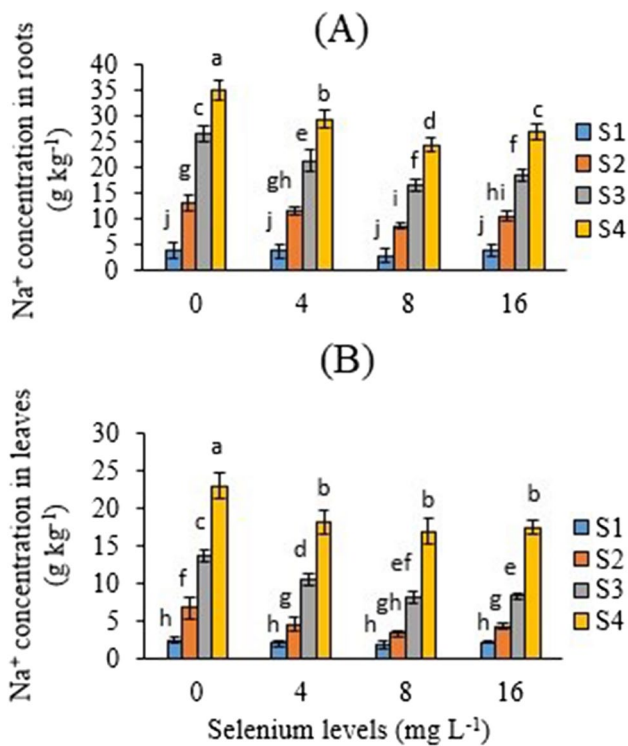 (A)
Na⁺ concentration in roots
(g kg⁻¹)
40
35
30
25
20
15
10
5
0
j g c a
j gh e b
j i f d
j hi f c
0 4 8 16
S1
S2
S3
S4
(B)
Na⁺ concentration in leaves
(g kg⁻¹)
30
25
20
15
10
5
0
h f c a
h g d b
h gh ef b
h g e b
0 4 8 16
S1
S2
S3
S4
Selenium levels (mg L⁻¹)